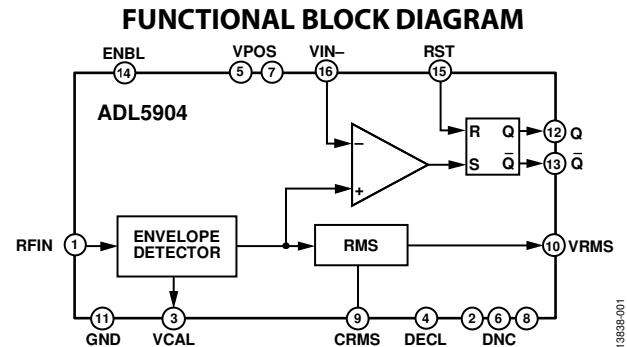 FUNCTIONAL BLOCK DIAGRAM
ENBL VPOS VIN– RST
14 5 7 16 15
ADL5904
R Q 12 Q
– S Q̅ 13 Q̅
+
RFIN 1 ENVELOPE DETECTOR RMS 10 VRMS
11 3 9 4 2 6 8
GND VCAL CRMS DECL DNC
13838-001